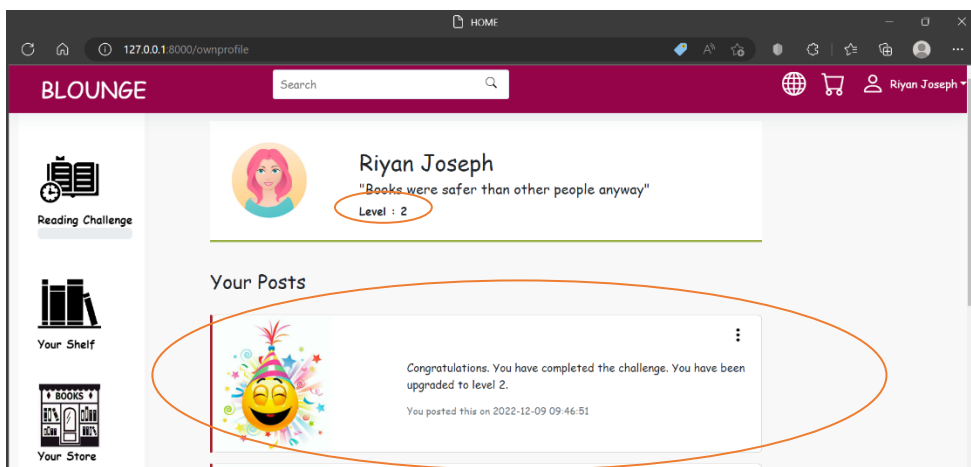 HOME
127.0.0.1:8000/ownprofile
BLOUNGE
Search
Riyan Joseph
Reading Challenge
Your Shelf
BOOKS
Your Store
Riyan Joseph
"Books were safer than other people anyway"
Level : 2
Your Posts
Congratulations. You have completed the challenge. You have been
upgraded to level 2.
You posted this on 2022-12-09 09:46:51